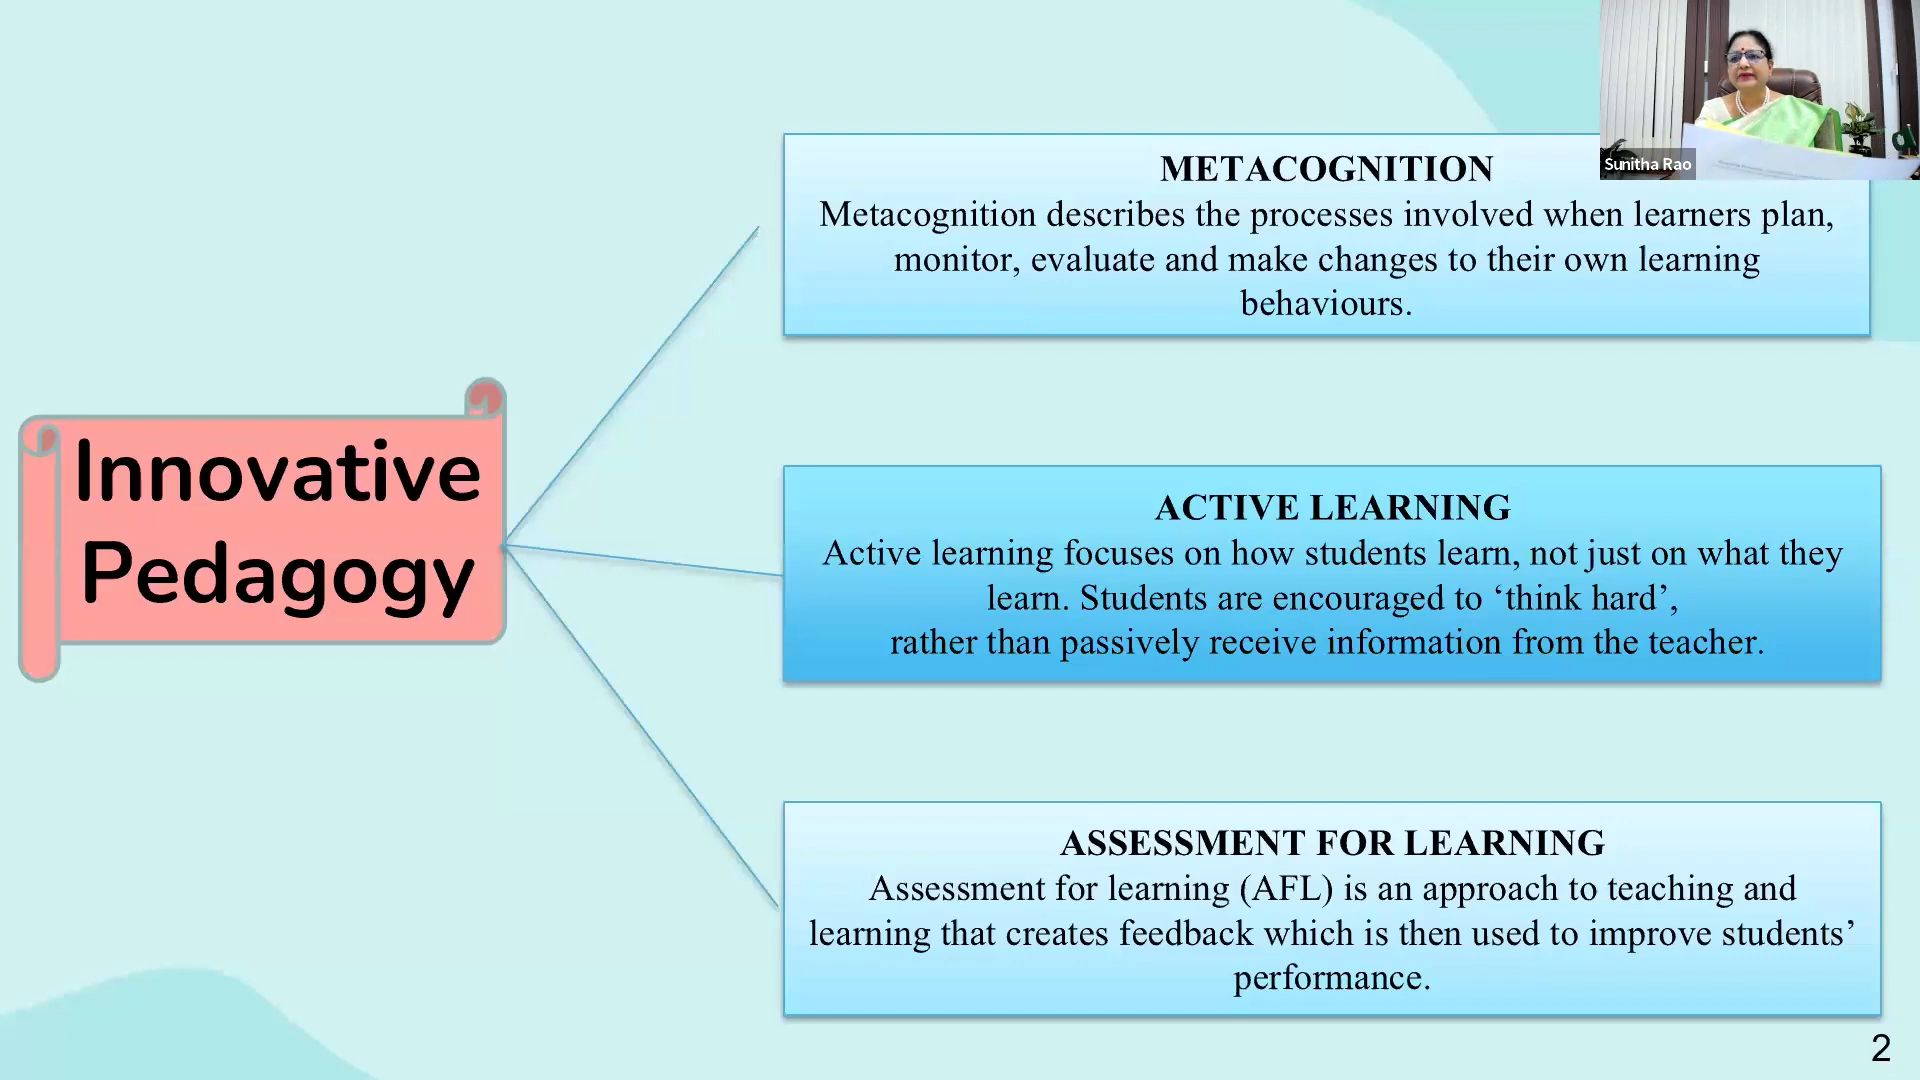 Sunitha Rao
METACOGNITION
Metacognition describes the processes involved when learners plan,
monitor, evaluate and make changes to their own learning
behaviours.
Innovative
Pedagogy
ACTIVE LEARNING
Active learning focuses on how students learn, not just on what they
learn. Students are encouraged to ‘think hard’,
rather than passively receive information from the teacher.
ASSESSMENT FOR LEARNING
Assessment for learning (AFL) is an approach to teaching and
learning that creates feedback which is then used to improve students’
performance.
2